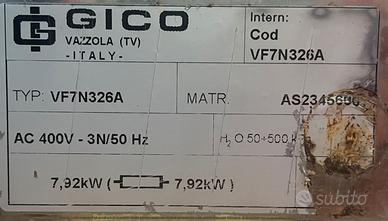 GICO
VAZZOLA (TV)
-ITALY-
Intern:
Cod
VF7N326A
TYP: VF7N326A
MATR.
AC 400V - 3N/50 Hz
H2O 50÷500
7,92kW ( ) 7,92kW
subito